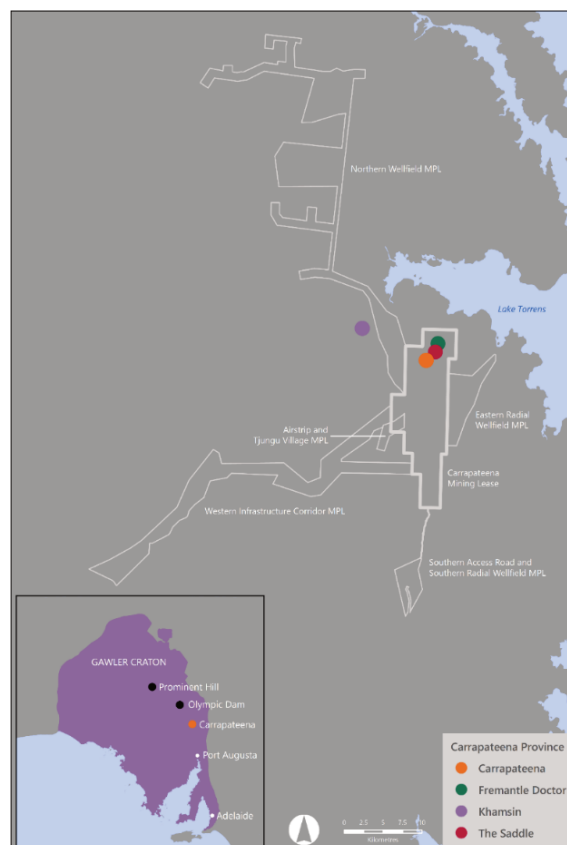 Northern Wellfield MPL
Lake Torrens
Airstrip and
Tjungu Village MPL
Eastern Radial
Wellfield MPL
Carrapateena
Mining Lease
Western Infrastructure Corridor MPL
Southern Access Road and
Southern Radial Wellfield MPL
GAWLER CRATON
Prominent Hill
Olympic Dam
Carrapateena
Port Augusta
Adelaide
0 2.5 5 10
Kilometres
Carrapateena Province
Carrapateena
Fremantle Doctor
Khamsin
The Saddle